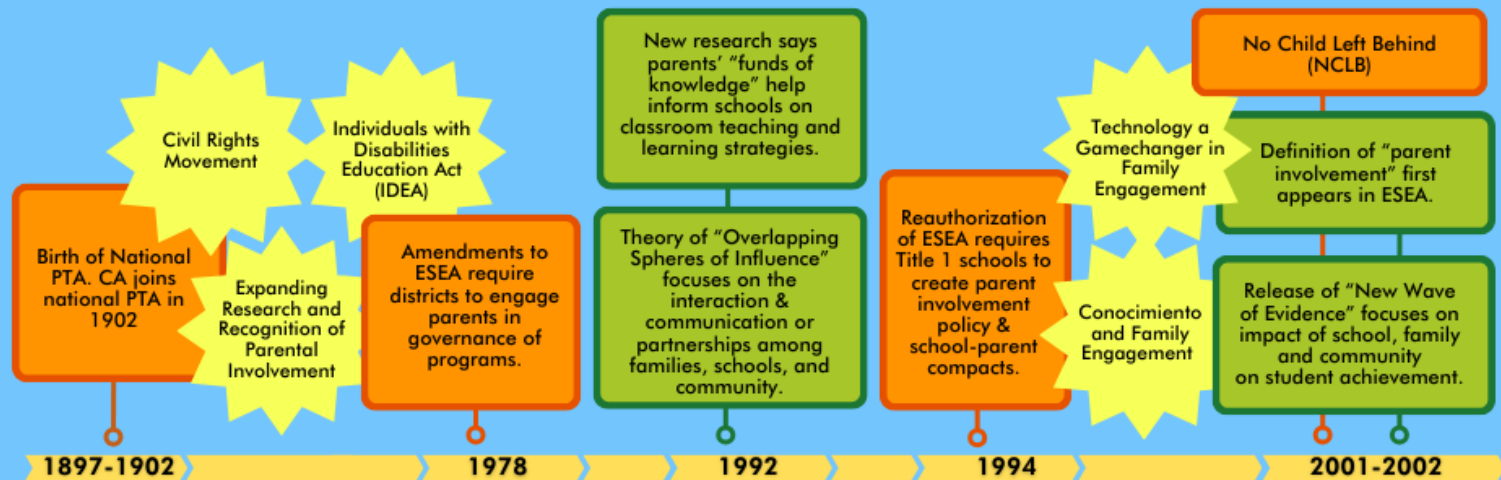 Birth of National
PTA. CA joins
national PTA in
1902
Civil Rights
Movement
Expanding
Research and
Recognition of
Parental
Involvement
Individuals with
Disabilities
Education Act
(IDEA)
Amendments to
ESEA require
districts to engage
parents in
governance of
programs.
New research says
parents' "funds of
knowledge" help
inform schools on
classroom teaching and
learning strategies.
Theory of "Overlapping
Spheres of Influence"
focuses on the
interaction &
communication or
partnerships among
families, schools, and
community.
Reauthorization
of ESEA requires
Title 1 schools to
create parent
involvement
policy &
school-parent
compacts.
Technology a
Gamechanger in
Family
Engagement
Conocimiento
and Family
Engagement
No Child Left Behind
(NCLB)
Definition of "parent
involvement" first
appears in ESEA.
Release of "New Wave
of Evidence" focuses on
impact of school, family
and community
on student achievement.
1897-1902
1978
1992
1994
2001-2002